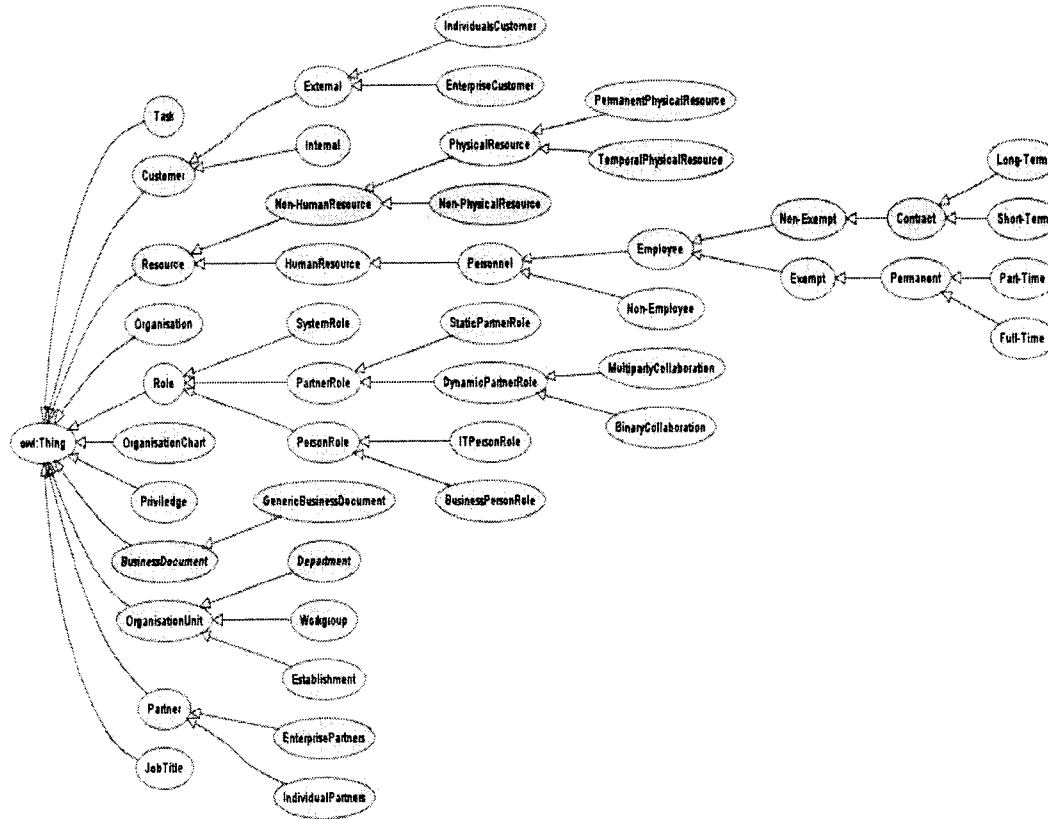 IndividualsCustomer
External
EnterpriseCustomer
PermanentPhysicalResource
Task
PhysicalResource
Internal
TemporalPhysicalResource
Long-Term
Customer
Non-HumanResource
Non-PhysicalResource
Non-Exempt
Contract
Short-Term
Employee
Resource
HumanResource
Personnel
Exempt
Permanent
Part-Time
Non-Employee
Organisation
SystemRole
StaticPartnerRole
Full-Time
MultipartyCollaboration
Role
PartnerRole
DynamicPartnerRole
BinaryCollaboration
owl:Thing
OrganisationChart
PersonRole
ITPersonRole
Priviledge
GenericBusinessDocument
BusinessPersonRole
BusinessDocument
Department
OrganisationUnit
Workgroup
Establishment
Partner
EnterprisePartners
JobTitle
IndividualPartners